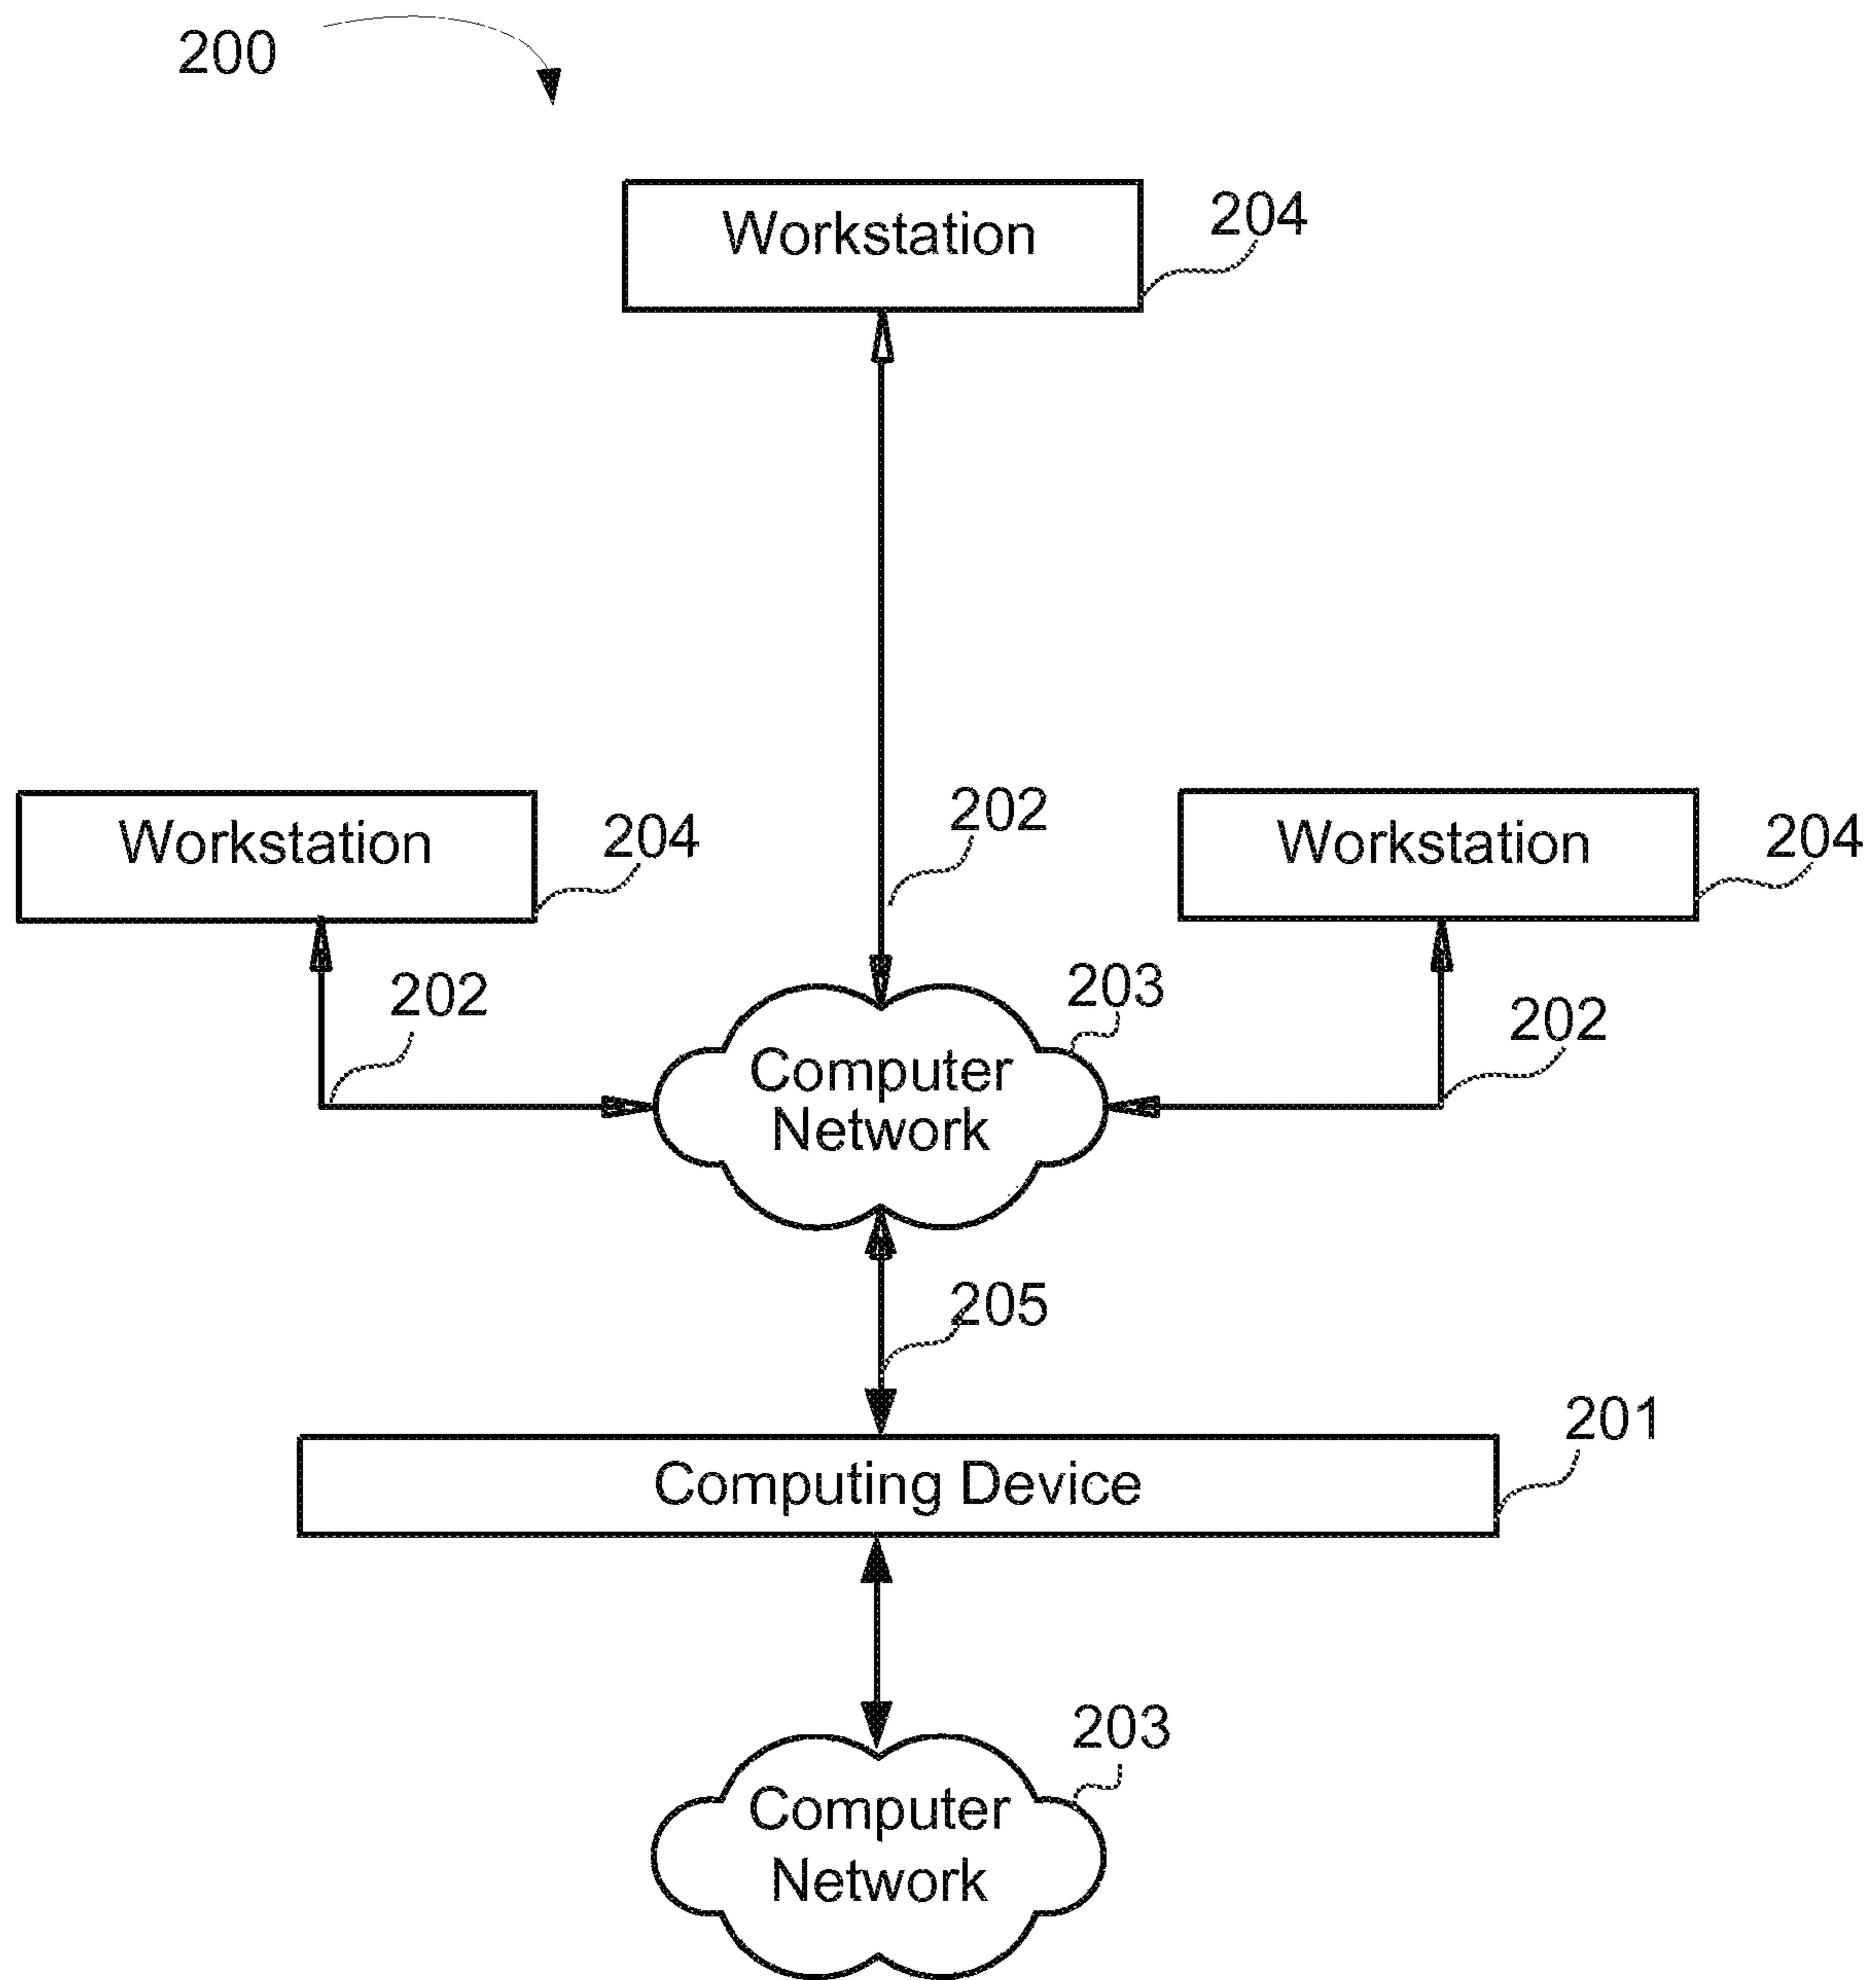 200
Workstation
204
202
Workstation
204
Workstation
204
202
203
202
Computer
Network
205
201
Computing Device
203
Computer
Network